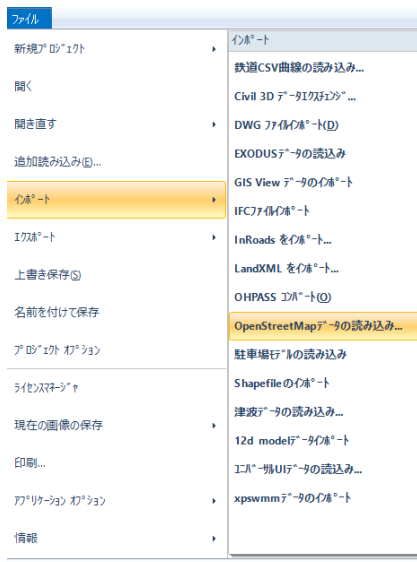 ファイル
新規ﾌﾟﾛｼﾞｪｸﾄ
開く
開き直す
追加読み込み(E)...
ｲﾝﾎﾟｰﾄ
ｴｸｽﾎﾟｰﾄ
上書き保存(S)
名前を付けて保存
ﾌﾟﾛｼﾞｪｸﾄ ｵﾌﾟｼｮﾝ
ﾗｲｾﾝｽﾏﾈｰｼﾞｬ
現在の画像の保存
印刷...
ｱﾌﾟﾘｹｰｼｮﾝ ｵﾌﾟｼｮﾝ
情報
ｲﾝﾎﾟｰﾄ
鉄道CSV曲線の読み込み...
Civil 3D ﾃﾞｰﾀｴｸｽﾁｪﾝｼﾞ...
DWG ﾌｧｲﾙｲﾝﾎﾟｰﾄ(D)
EXODUSﾃﾞｰﾀの読込み
GIS View ﾃﾞｰﾀのｲﾝﾎﾟｰﾄ
IFCﾌｧｲﾙｲﾝﾎﾟｰﾄ
InRoads をｲﾝﾎﾟｰﾄ...
LandXML をｲﾝﾎﾟｰﾄ...
OHPASS ｺﾝﾊﾞｰﾄ(O)
OpenStreetMapﾃﾞｰﾀの読み込み...
駐車場ﾓﾃﾞﾙの読み込み
Shapefileのｲﾝﾎﾟｰﾄ
津波ﾃﾞｰﾀの読み込み...
12d modelﾃﾞｰﾀｲﾝﾎﾟｰﾄ
ﾕﾆﾊﾞｰｻﾙUIﾃﾞｰﾀの読込み...
xpswmmﾃﾞｰﾀのｲﾝﾎﾟｰﾄ